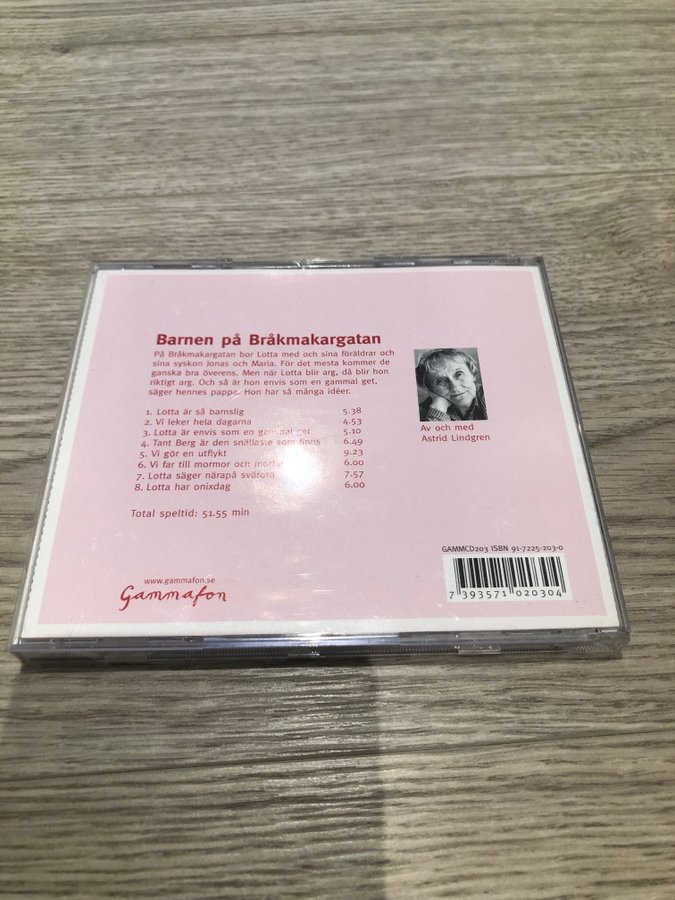 Barnen på Bråkmakargatan
På Bråkmakargatan bor Lotta med och sina föräldrar och
sina syskon Jonas och Maria. För det mesta kommer de
ganska bra överens. Men när Lotta blir arg, då blir hon
riktigt arg. Och så är hon envis som en gammal get,
säger hennes pappa. Hon har så många idéer.
1. Lotta är så barnslig 5.38
2. Vi leker hela dagarna 4.53
3. Lotta är envis som en gammal get 5.10
4. Tant Berg är den snällaste som finns 6.49
5. Vi gör en utflykt 9.23
6. Vi far till mormor och morfar 6.00
7. Lotta säger närapå svärord 7.57
8. Lotta har onixdag 6.00
Total speltid: 51.55 min
Av och med
Astrid Lindgren
www.gammafon.se
Gammafon
GAMMCD203 ISBN 91-7225-203-0
7 393571 020304